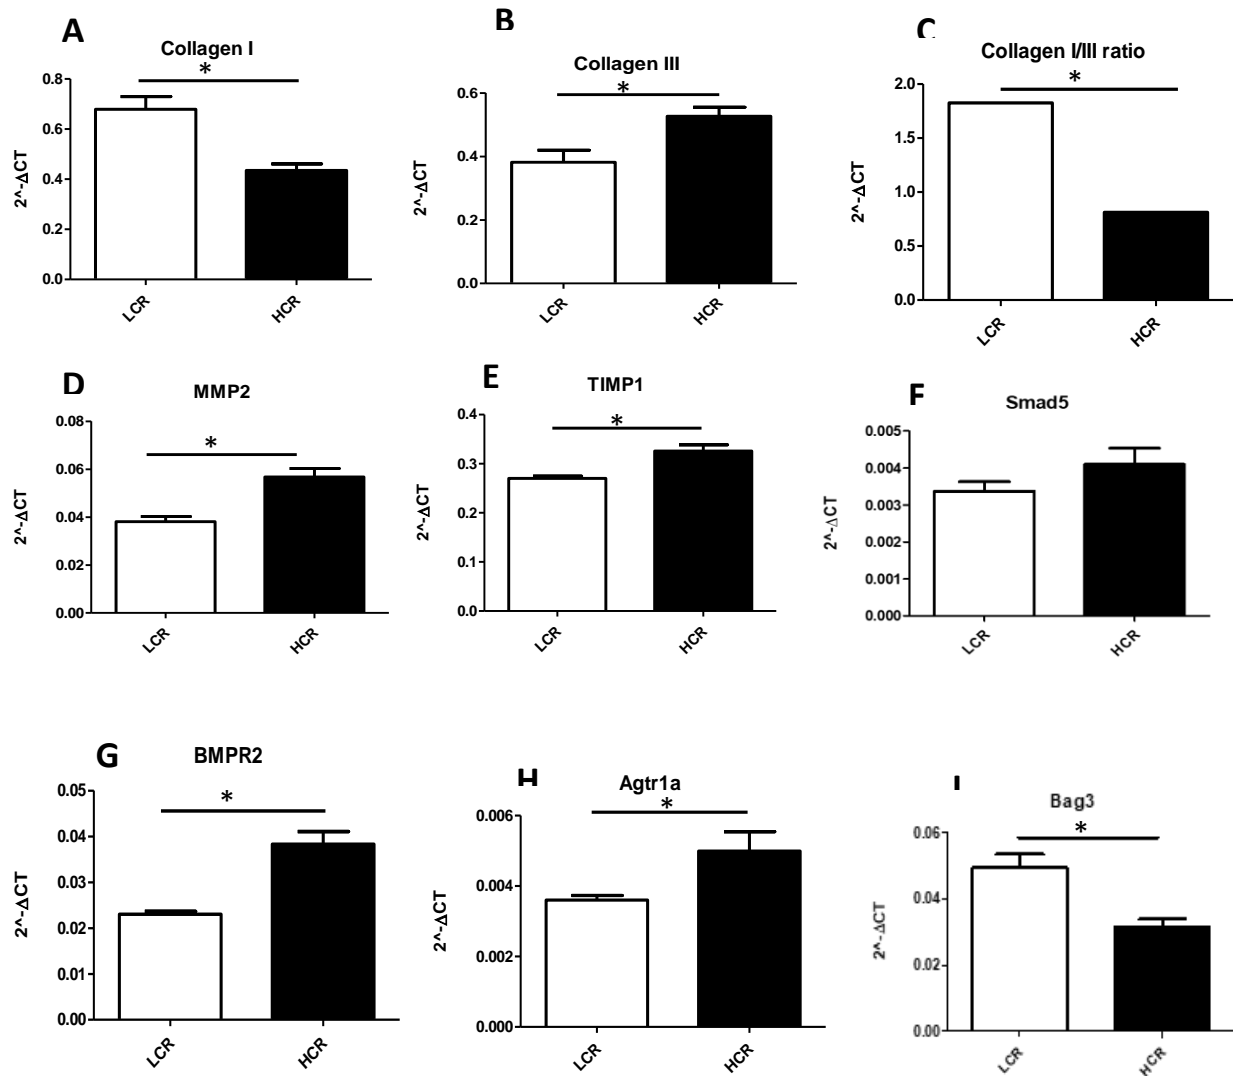 A
Collagen I
*
0.8
0.6
0.4
0.2
0.0
2^-ΔCT
LCR
HCR
B
Collagen III
*
0.6
0.4
0.2
0.0
2^-ΔCT
LCR
HCR
C
Collagen I/III ratio
*
2.0
1.5
1.0
0.5
0.0
2^-ΔCT
LCR
HCR
D
MMP2
*
0.08
0.06
0.04
0.02
0.00
2^-ΔCT
LCR
HCR
E
TIMP1
*
0.4
0.3
0.2
0.1
0.0
2^-ΔCT
LCR
HCR
F
Smad5
0.005
0.004
0.003
0.002
0.001
0.000
2^-ΔCT
LCR
HCR
G
BMPR2
*
0.05
0.04
0.03
0.02
0.01
0.00
2^-ΔCT
LCR
HCR
H
Agtr1a
*
0.006
0.004
0.002
0.000
2^-ΔCT
LCR
HCR
I
Bag3
*
0.06
0.04
0.02
0.00
2^-ΔCT
LCR
HCR